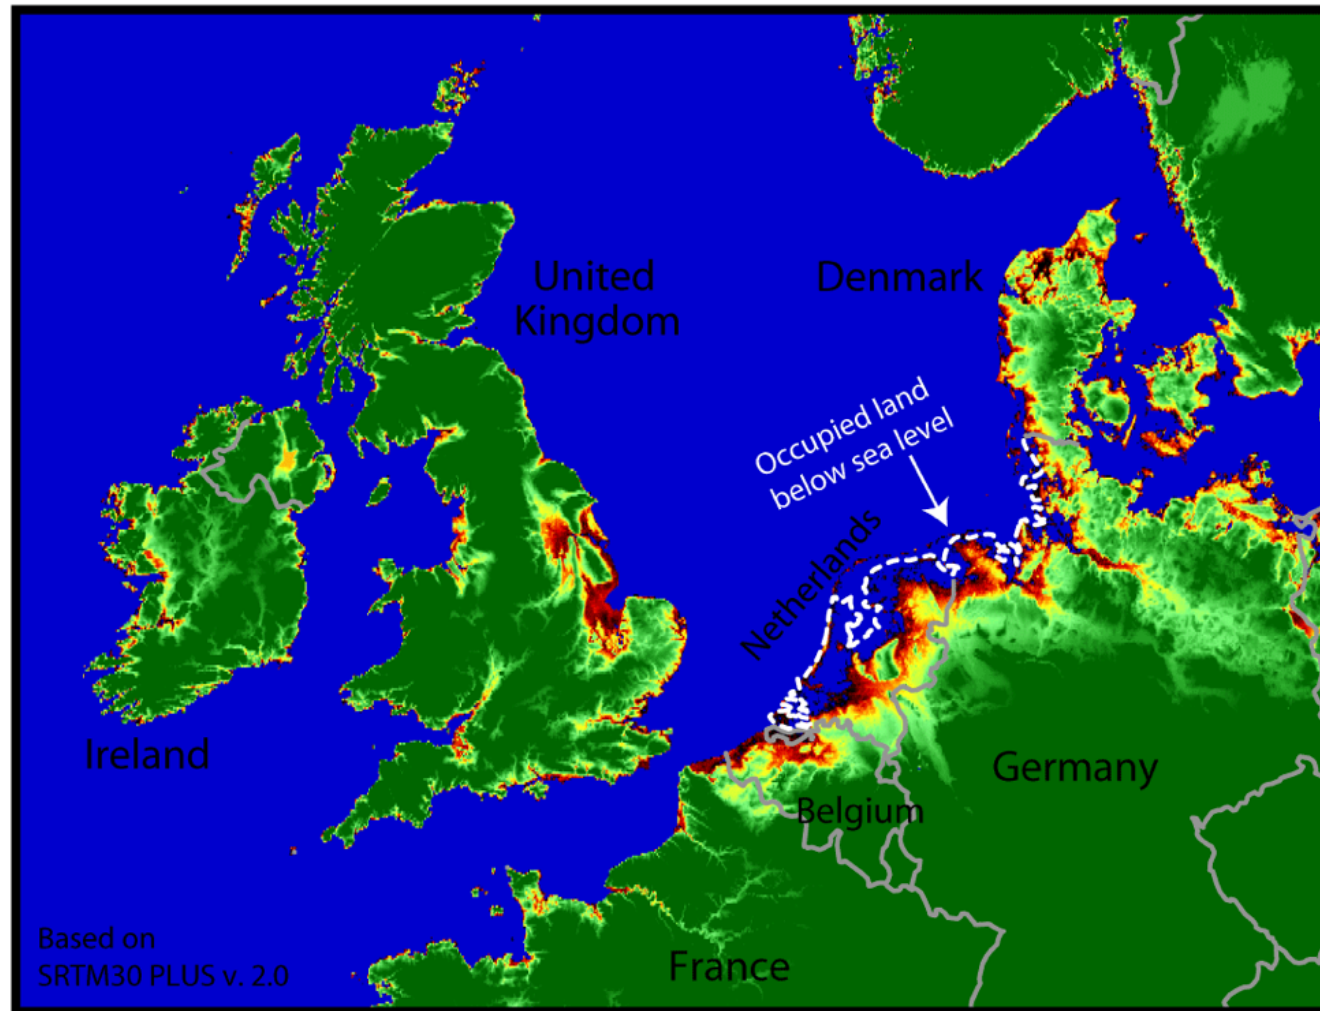 United
Kingdom
Denmark
Occupied land
below sea level
Netherlands
Ireland
Germany
Belgium
Based on
SRTM30 PLUS v. 2.0
France